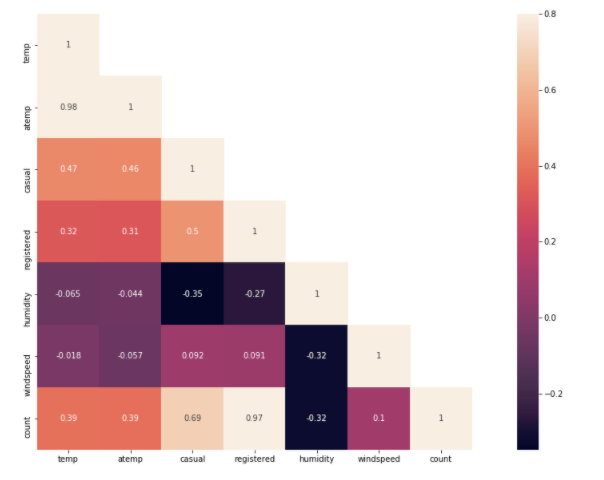 temp 1
atemp 0.98 1
casual 0.47 0.46 1
registered 0.32 0.31 0.5 1
humidity -0.065 -0.044 -0.35 -0.27 1
windspeed -0.018 -0.057 0.092 0.091 -0.32 1
count 0.39 0.39 0.69 0.97 -0.32 0.1 1
temp atemp casual registered humidity windspeed count
0.8
0.6
0.4
0.2
0.0
−0.2